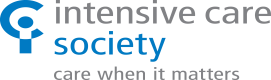 intensive care
society
care when it matters